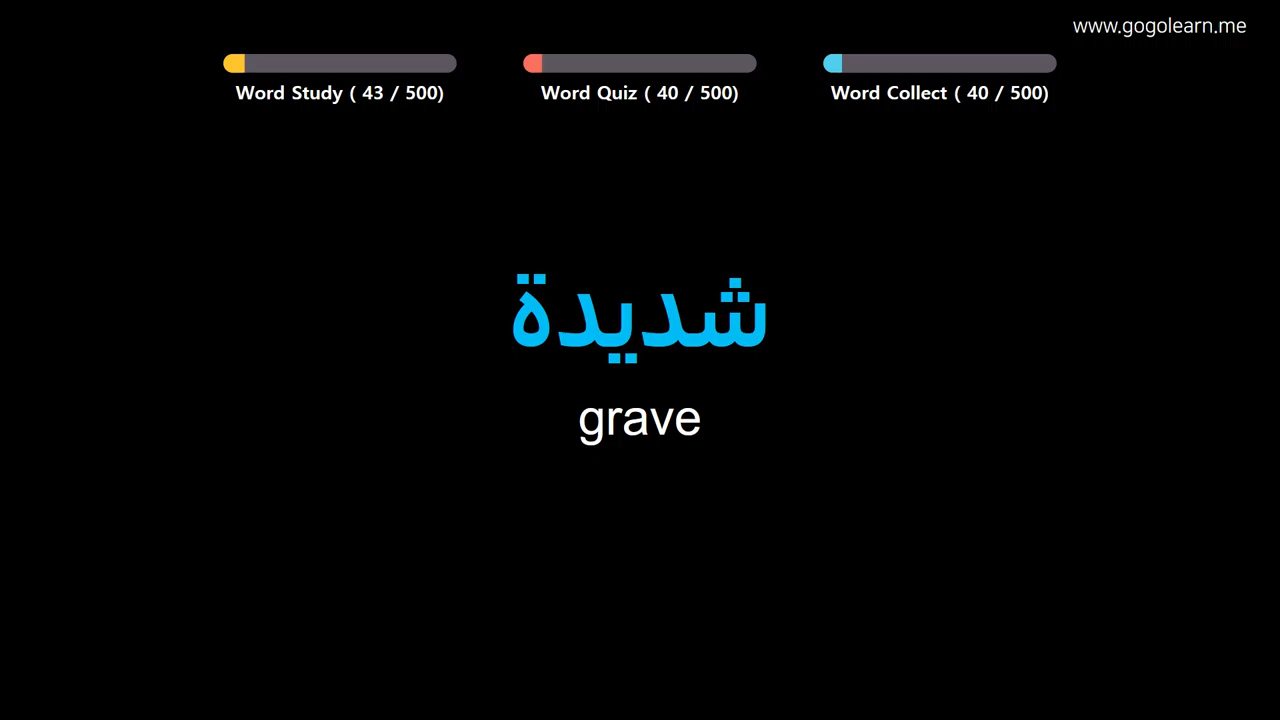 www.gogolearn.me
Word Study ( 43 / 500)
Word Quiz ( 40 / 500)
Word Collect ( 40 / 500)
شديدة
grave